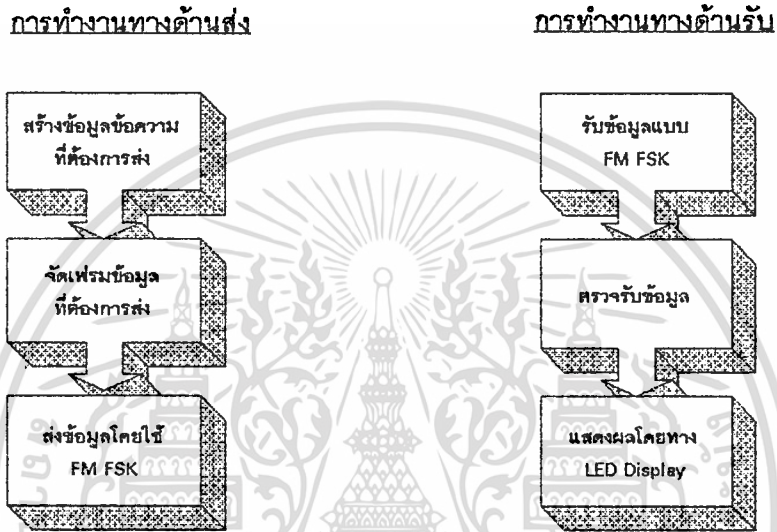 การทำงานทางด้านส่ง
สร้างข้อมูลข้อความ
ที่ต้องการส่ง
จัดเฟรมข้อมูล
ที่ต้องการส่ง
ส่งข้อมูลโดยใช้
FM FSK
การทำงานทางด้านรับ
รับข้อมูลแบบ
FM FSK
ตรวจรับข้อมูล
แสดงผลโดยทาง
LED Display